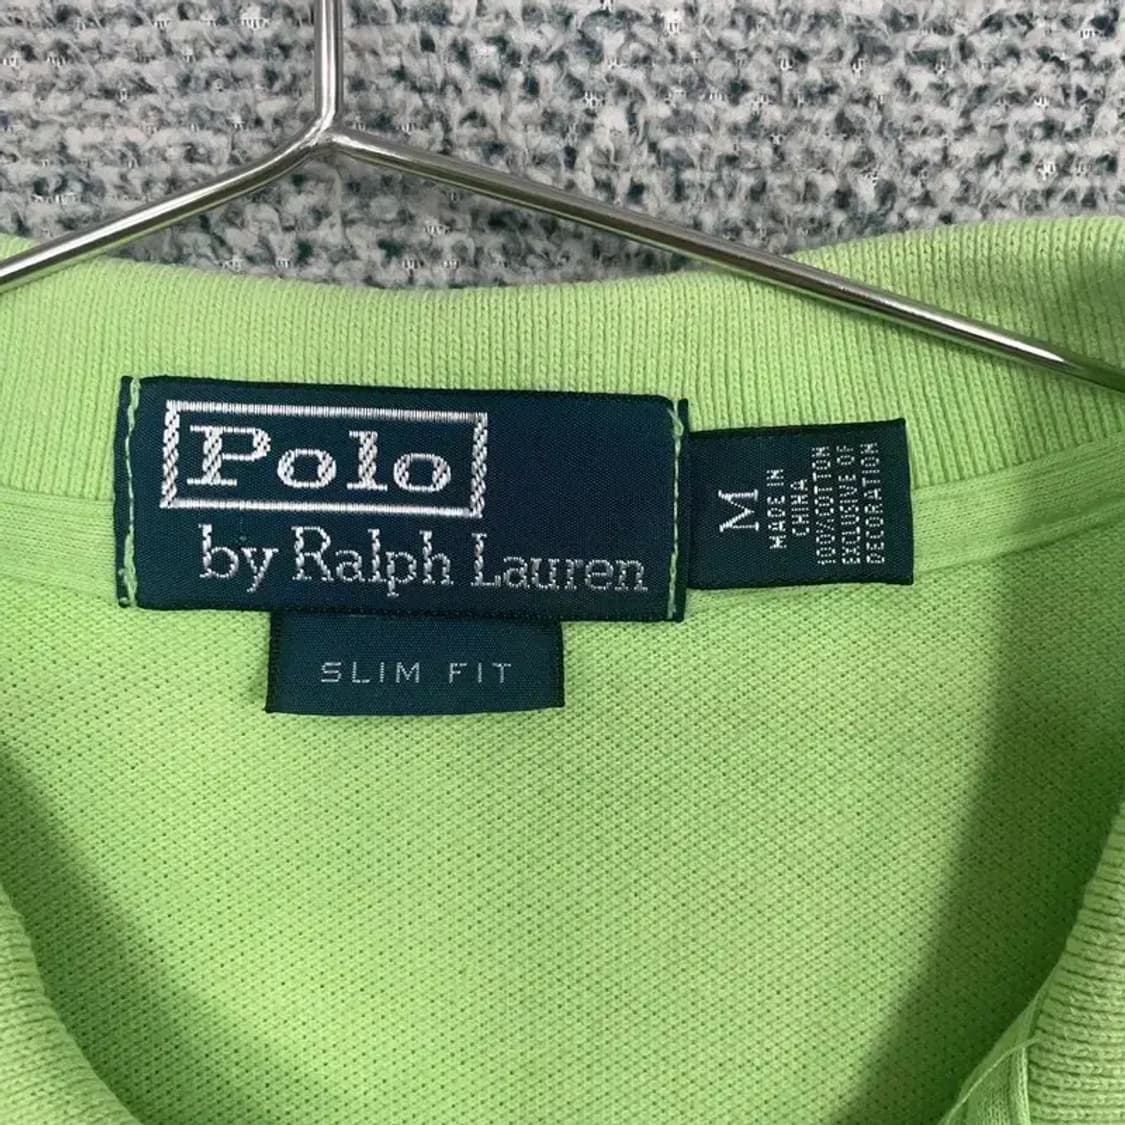 Polo
by Ralph Lauren
SLIM FIT
M
MADE IN
CHINA
100% COTTON
EXCLUSIVE OF
DECORATION